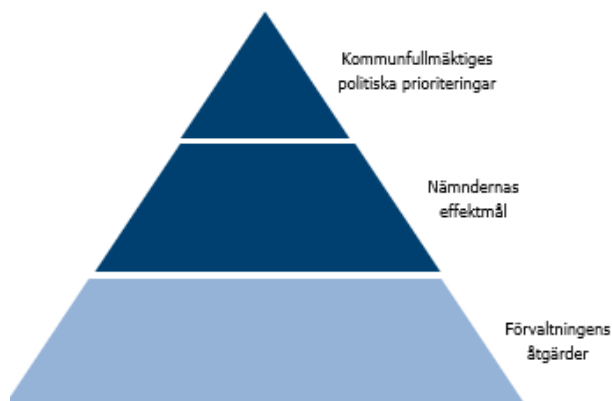 Kommunfullmäktiges
politiska prioriteringar
Nämndernas
effektmål
Förvaltningens
åtgärder